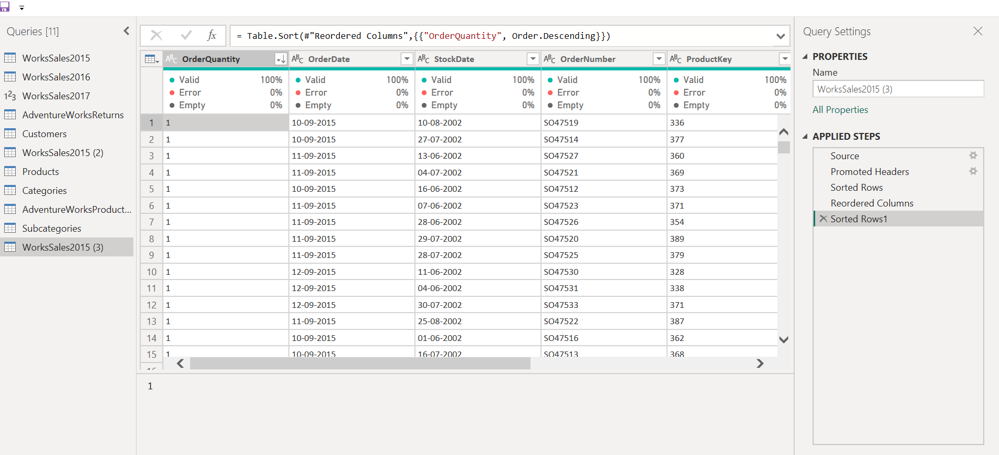 Queries [11]
WorksSales2015
WorksSales2016
123 WorksSales2017
AdventureWorksReturns
Customers
WorksSales2015 (2)
Products
Categories
AdventureWorksProduct...
Subcategories
WorksSales2015 (3)
fx = Table.Sort(#"Reordered Columns",{{"OrderQuantity", Order.Descending}})
ABC OrderQuantity ABC OrderDate ABC StockDate ABC OrderNumber ABC ProductKey
Valid 100% Valid 100% Valid 100% Valid 100% Valid 100%
Error 0% Error 0% Error 0% Error 0% Error 0%
Empty 0% Empty 0% Empty 0% Empty 0% Empty 0%
1 1 10-09-2015 10-08-2002 SO47519 336
2 1 10-09-2015 27-07-2002 SO47514 377
3 1 11-09-2015 13-06-2002 SO47527 360
4 1 11-09-2015 04-07-2002 SO47521 369
5 1 10-09-2015 16-06-2002 SO47512 373
6 1 11-09-2015 07-06-2002 SO47523 371
7 1 11-09-2015 28-06-2002 SO47526 354
8 1 11-09-2015 29-07-2002 SO47520 389
9 1 11-09-2015 28-07-2002 SO47525 379
10 1 12-09-2015 11-06-2002 SO47530 328
11 1 12-09-2015 04-06-2002 SO47531 338
12 1 12-09-2015 30-07-2002 SO47533 371
13 1 11-09-2015 25-08-2002 SO47522 387
14 1 10-09-2015 01-06-2002 SO47516 362
15 1 10-09-2015 16-07-2002 SO47513 368
1
Query Settings
PROPERTIES
Name
WorksSales2015 (3)
All Properties
APPLIED STEPS
Source
Promoted Headers
Sorted Rows
Reordered Columns
Sorted Rows1